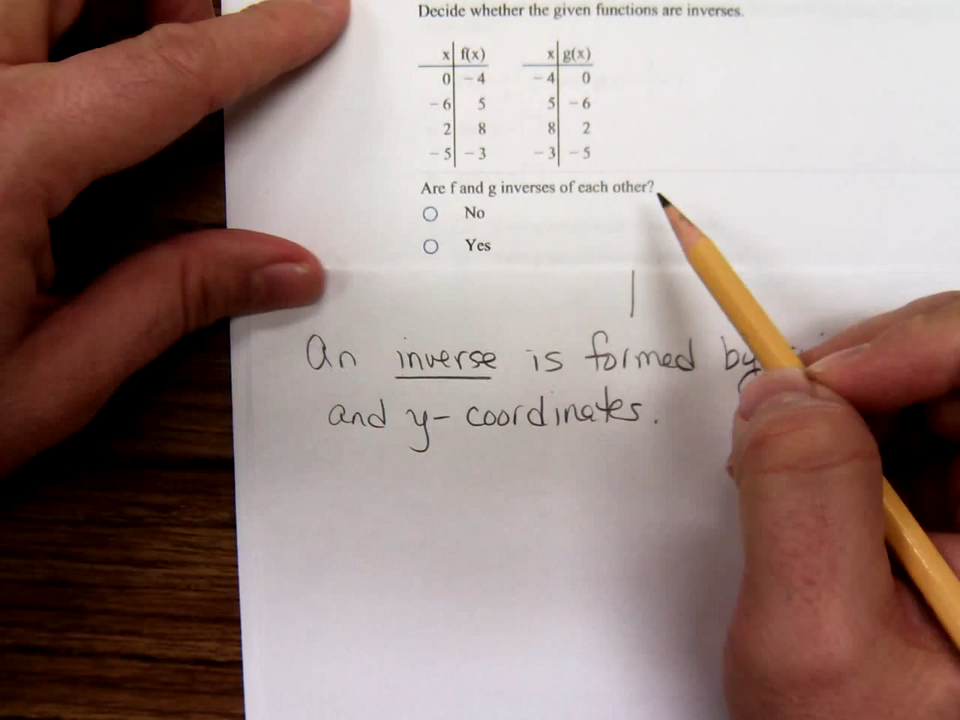 Decide whether the given functions are inverses.
x f(x) x g(x)
0 -4 -4 0
-6 5 5 -6
2 8 8 2
-5 -3 -3 -5
Are f and g inverses of each other?
No
Yes
An inverse is formed by
and y-coordinates.